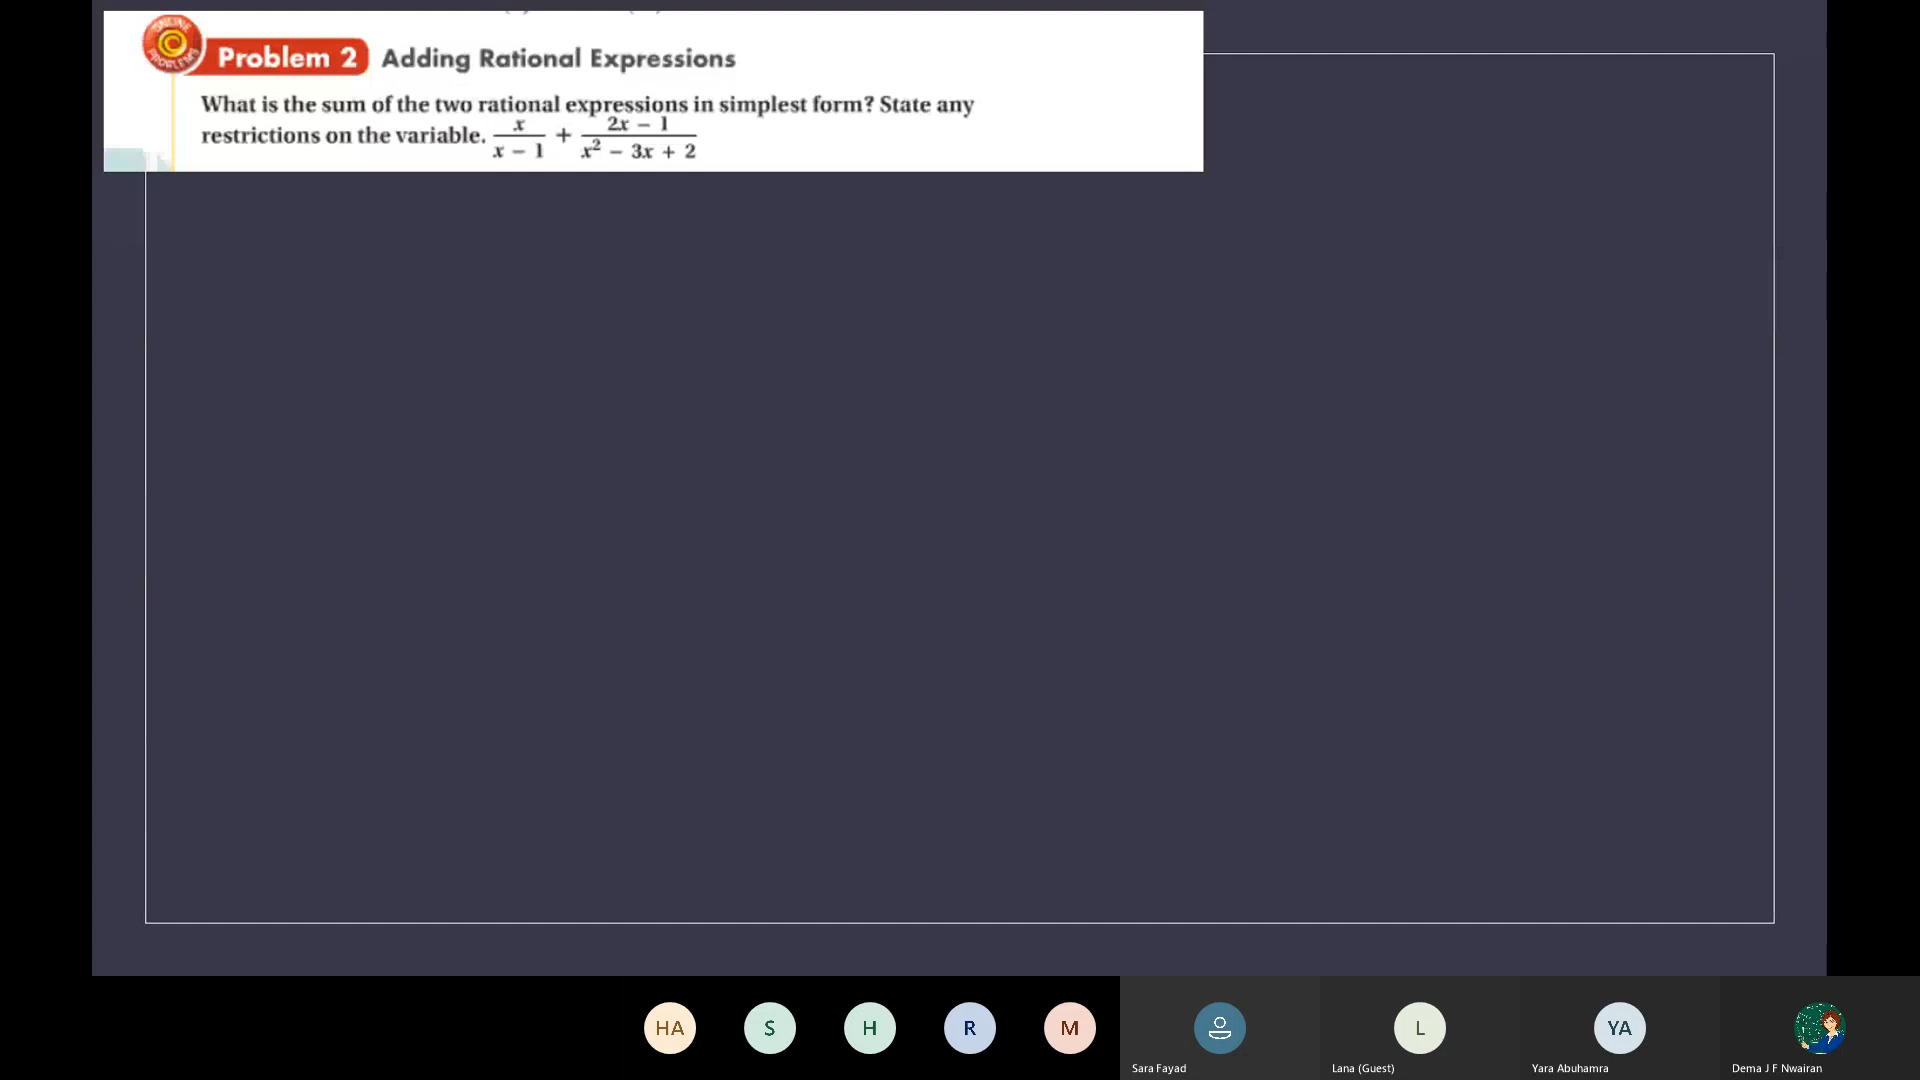 ONLINE
PROBLEMS
Problem 2 Adding Rational Expressions
What is the sum of the two rational expressions in simplest form? State any
restrictions on the variable. x/(x − 1) + (2x − 1)/(x² − 3x + 2)
HA
S
H
R
M
L
YA
Sara Fayad
Lana (Guest)
Yara Abuhamra
Dema J F Nwairan